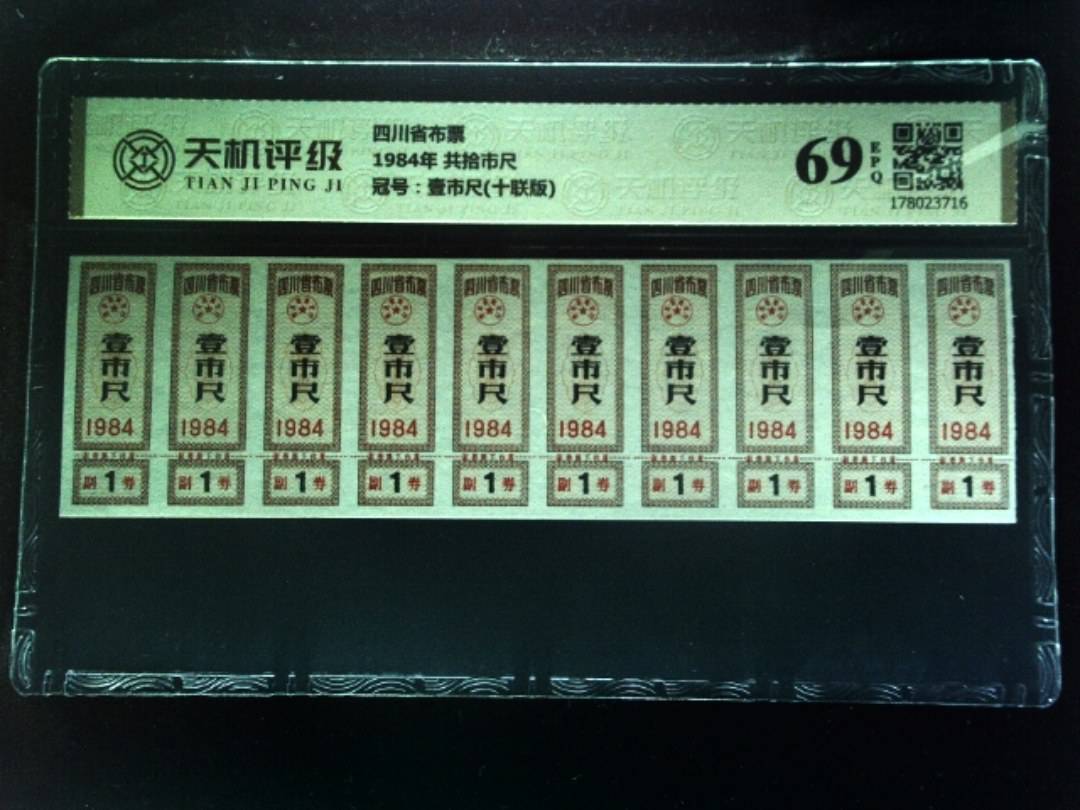 天机评级
TIAN JI PING JI
四川省布票
1984年 共拾市尺
冠号：壹市尺(十联版)
69
EPQ
178023716
四川省布票 四川省布票 四川省布票 四川省布票 四川省布票 四川省布票 四川省布票 四川省布票 四川省布票 四川省布票
壹市尺 壹市尺 壹市尺 壹市尺 壹市尺 壹市尺 壹市尺 壹市尺 壹市尺 壹市尺
1984 1984 1984 1984 1984 1984 1984 1984 1984 1984
副1券 副1券 副1券 副1券 副1券 副1券 副1券 副1券 副1券 副1券